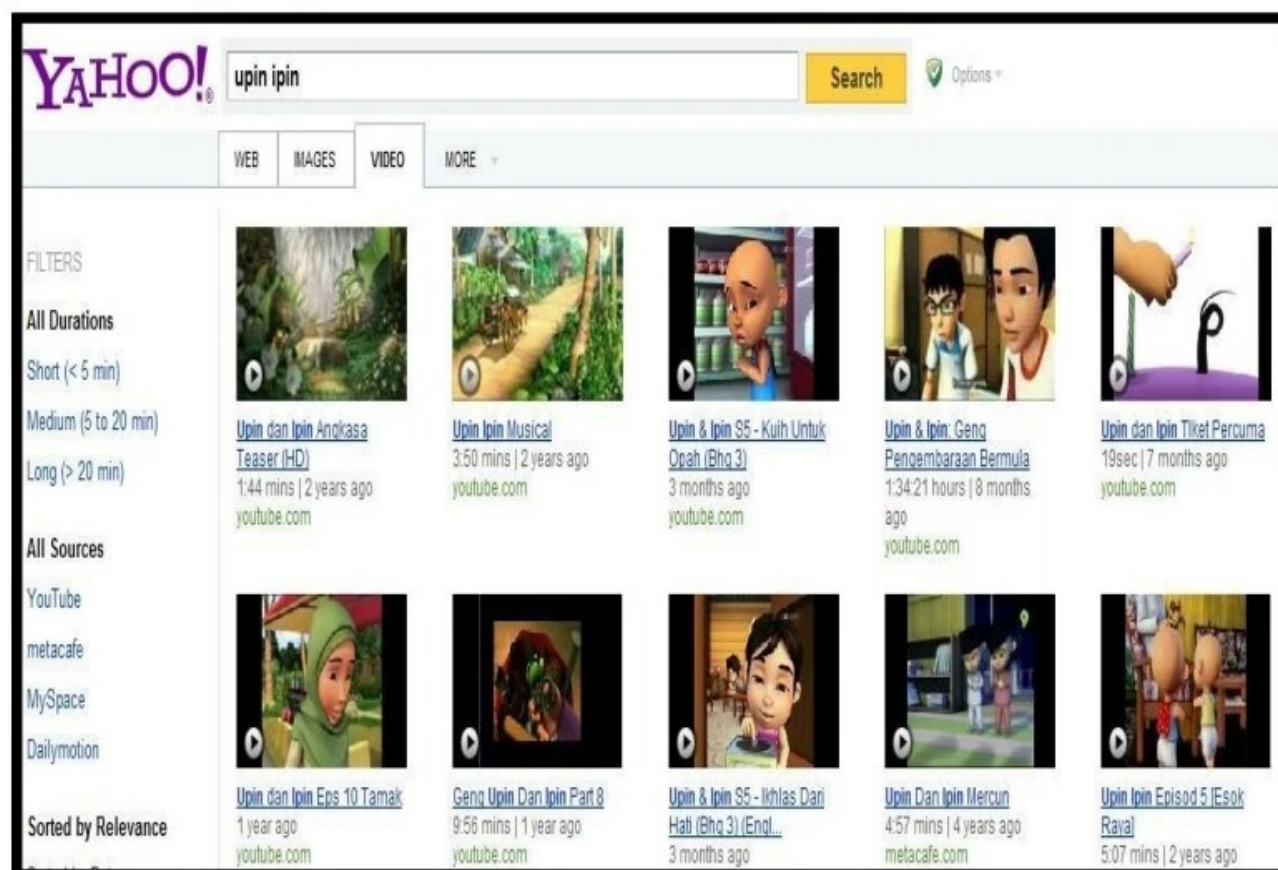 YAHOO!®
upin ipin
Search
Options
WEB
IMAGES
VIDEO
MORE
FILTERS
All Durations
Short (< 5 min)
Medium (5 to 20 min)
Long (> 20 min)
All Sources
YouTube
metacafe
MySpace
Dailymotion
Sorted by Relevance
Upin dan Ipin Angkasa
Teaser (HD)
1:44 mins | 2 years ago
youtube.com
Upin Ipin Musical
3:50 mins | 2 years ago
youtube.com
Upin & Ipin S5 - Kuih Untuk
Opah (Bhg 3)
3 months ago
youtube.com
Upin & Ipin: Geng
Pengembaraan Bermula
1:34:21 hours | 8 months
ago
youtube.com
Upin dan Ipin TIket Percuma
19sec | 7 months ago
youtube.com
Upin dan Ipin Eps 10 Tamak
1 year ago
youtube.com
Geng Upin Dan Ipin Part 8
9:56 mins | 1 year ago
youtube.com
Upin & Ipin S5 - Ikhlas Dari
Hati (Bhg 3) (Engl...
3 months ago
Upin Dan Ipin Mercun
4:57 mins | 4 years ago
metacafe.com
Upin Ipin Episod 5 [Esok
Raya]
5:07 mins | 2 years ago